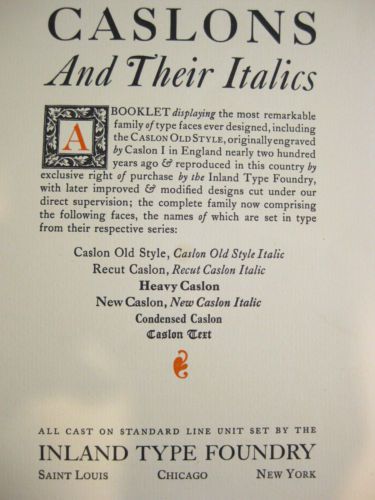 CASLONS
And Their Italics
A BOOKLET displaying the most remarkable
family of type faces ever designed, including
the CASLON OLD STYLE, originally engraved
by Caslon I in England nearly two hundred
years ago & reproduced in this country by
exclusive right of purchase by the Inland Type Foundry,
with later improved & modified designs cut under our
direct supervision; the complete family now comprising
the following faces, the names of which are set in type
from their respective series:
Caslon Old Style, Caslon Old Style Italic
Recut Caslon, Recut Caslon Italic
Heavy Caslon
New Caslon, New Caslon Italic
Condensed Caslon
Caslon Text
ALL CAST ON STANDARD LINE UNIT SET BY THE
INLAND TYPE FOUNDRY
SAINT LOUIS CHICAGO NEW YORK